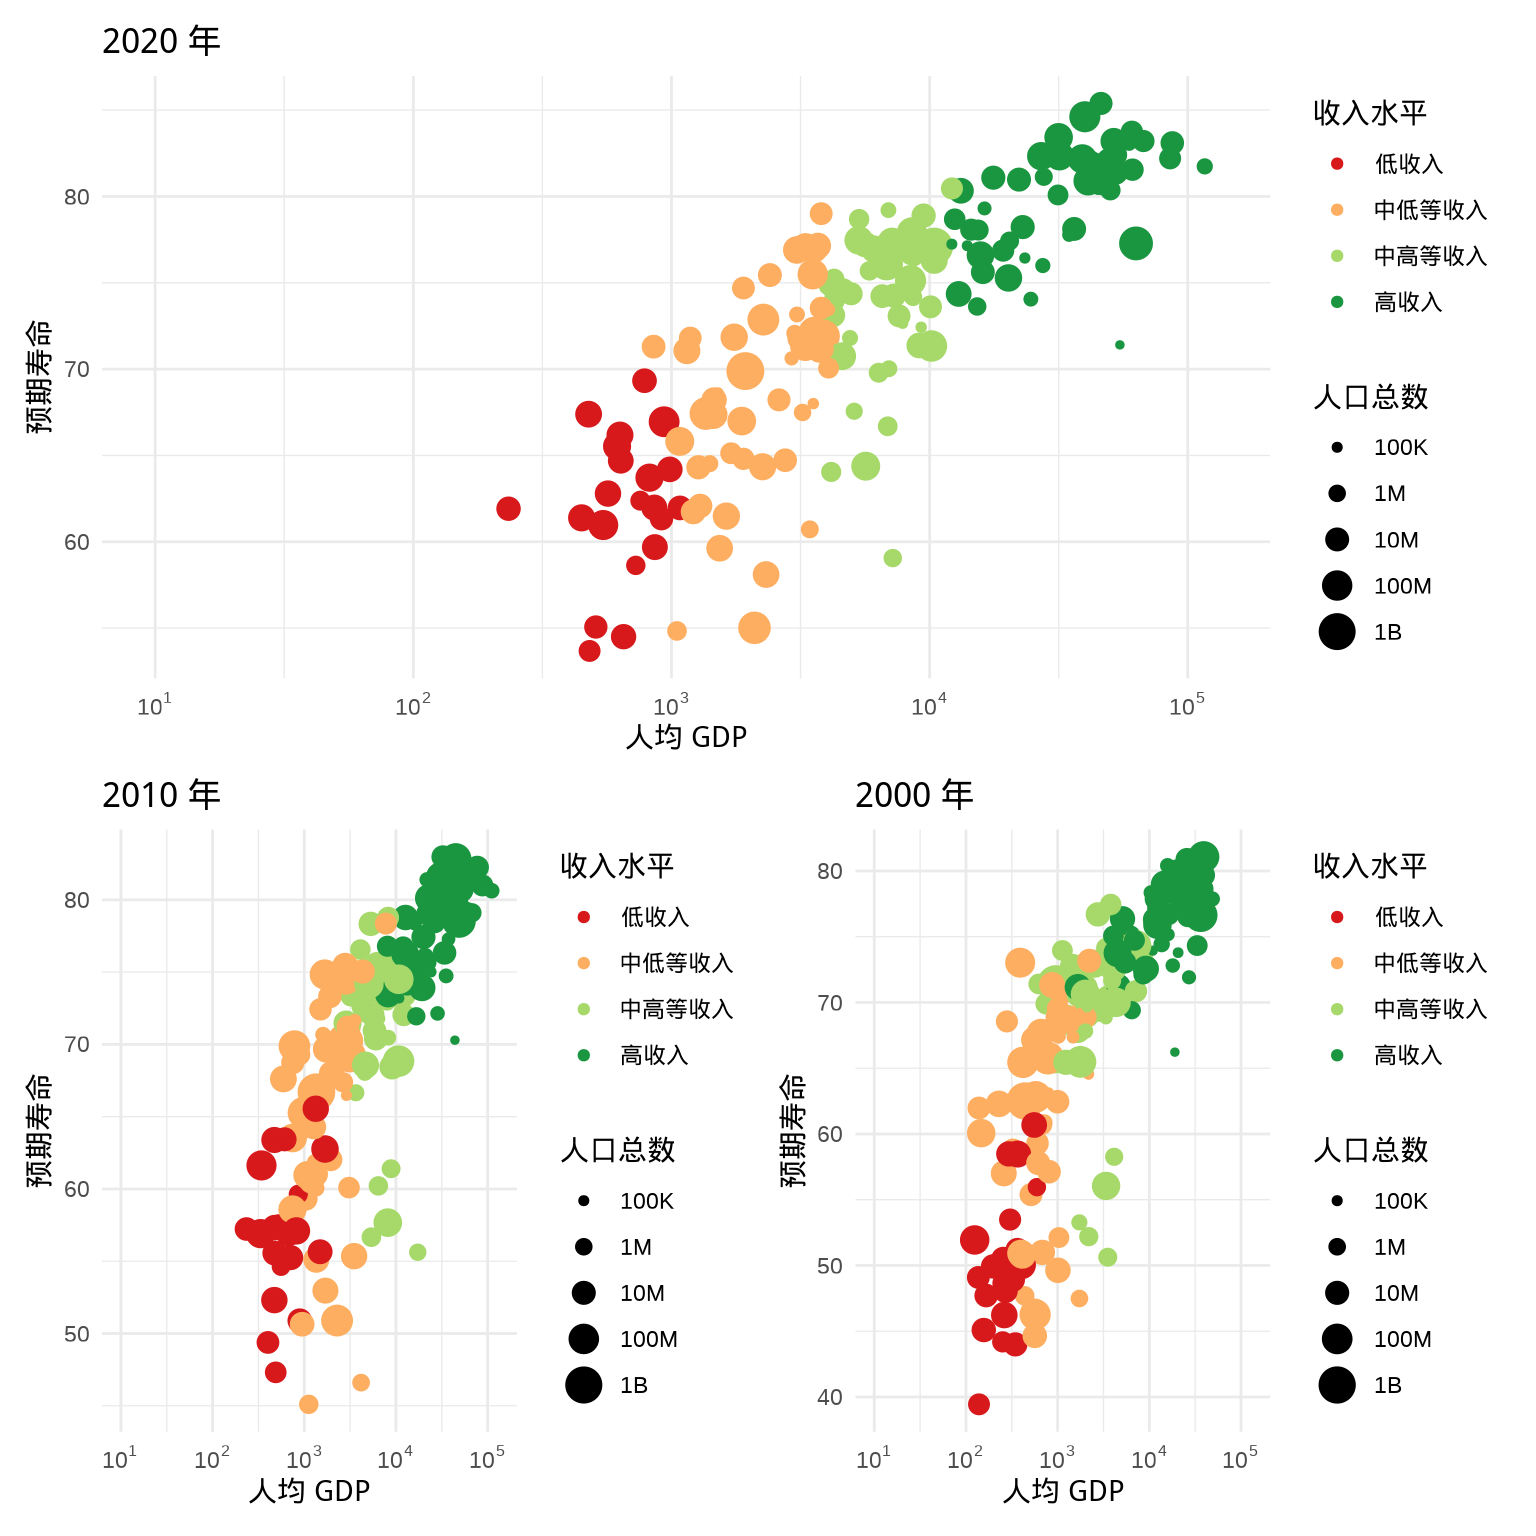 2020 年
预期寿命
80
70
60
10¹
10²
10³
10⁴
10⁵
人均 GDP
收入水平
低收入
中低等收入
中高等收入
高收入
人口总数
100K
1M
10M
100M
1B
2010 年
预期寿命
80
70
60
50
10¹
10²
10³
10⁴
10⁵
人均 GDP
收入水平
低收入
中低等收入
中高等收入
高收入
人口总数
100K
1M
10M
100M
1B
2000 年
预期寿命
80
70
60
50
40
10¹
10²
10³
10⁴
10⁵
人均 GDP
收入水平
低收入
中低等收入
中高等收入
高收入
人口总数
100K
1M
10M
100M
1B